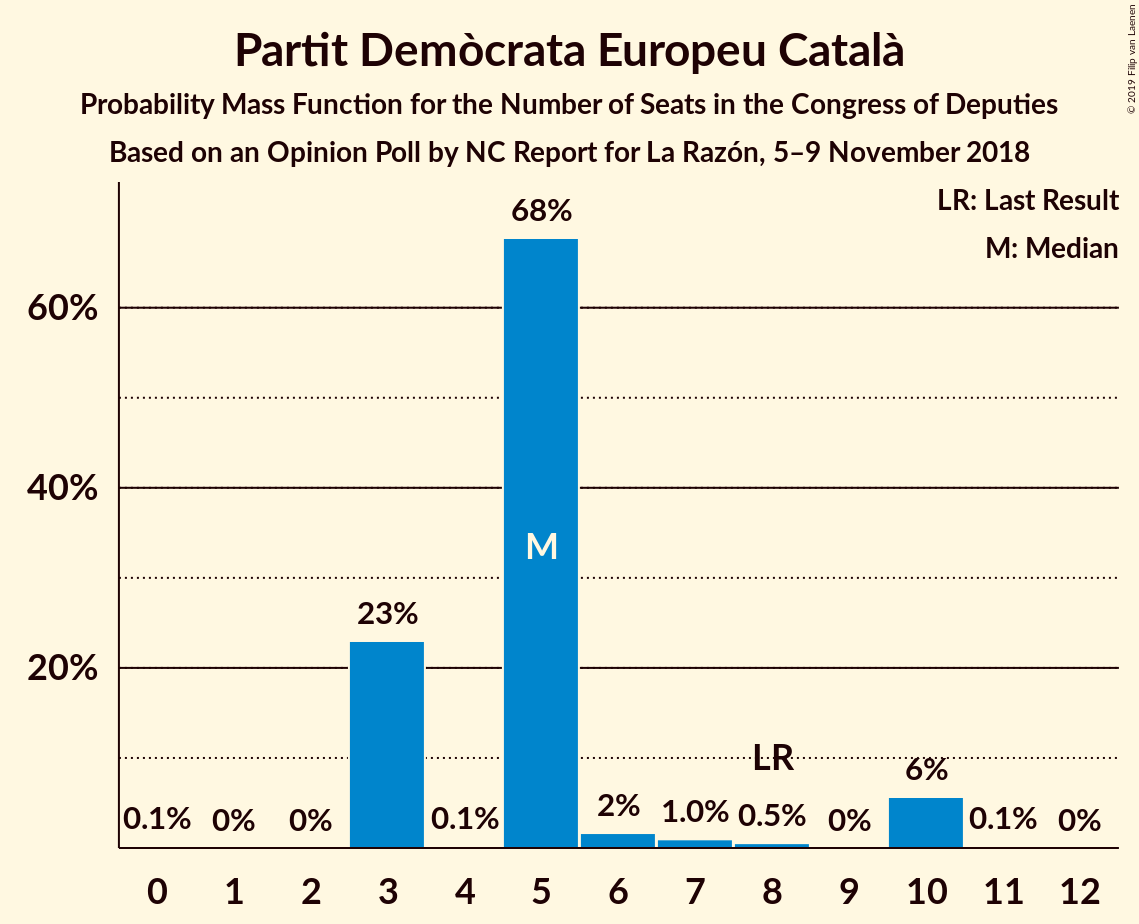 Partit Demòcrata Europeu Català
Probability Mass Function for the Number of Seats in the Congress of Deputies
Based on an Opinion Poll by NC Report for La Razón, 5–9 November 2018
© 2019 Filip van Laenen
LR: Last Result
M: Median
60%
40%
20%
0.1%
0%
0%
23%
0.1%
68%
M
2%
1.0%
LR
0.5%
0%
6%
0.1%
0%
0 1 2 3 4 5 6 7 8 9 10 11 12